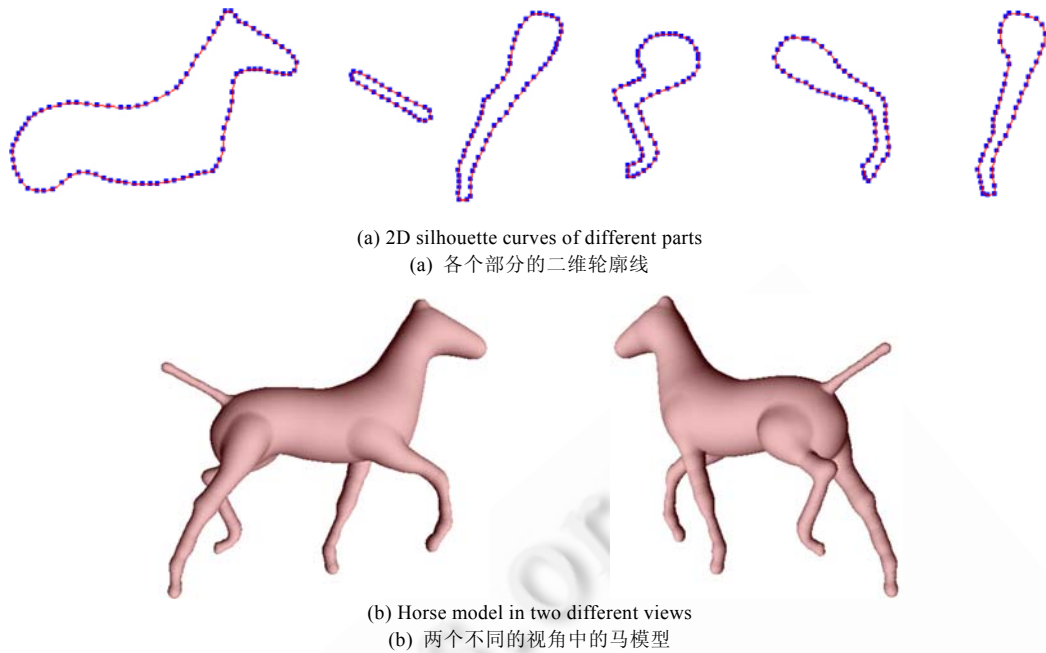 (a) 2D silhouette curves of different parts
(a) 各个部分的二维轮廓线
(b) Horse model in two different views
(b) 两个不同的视角中的马模型